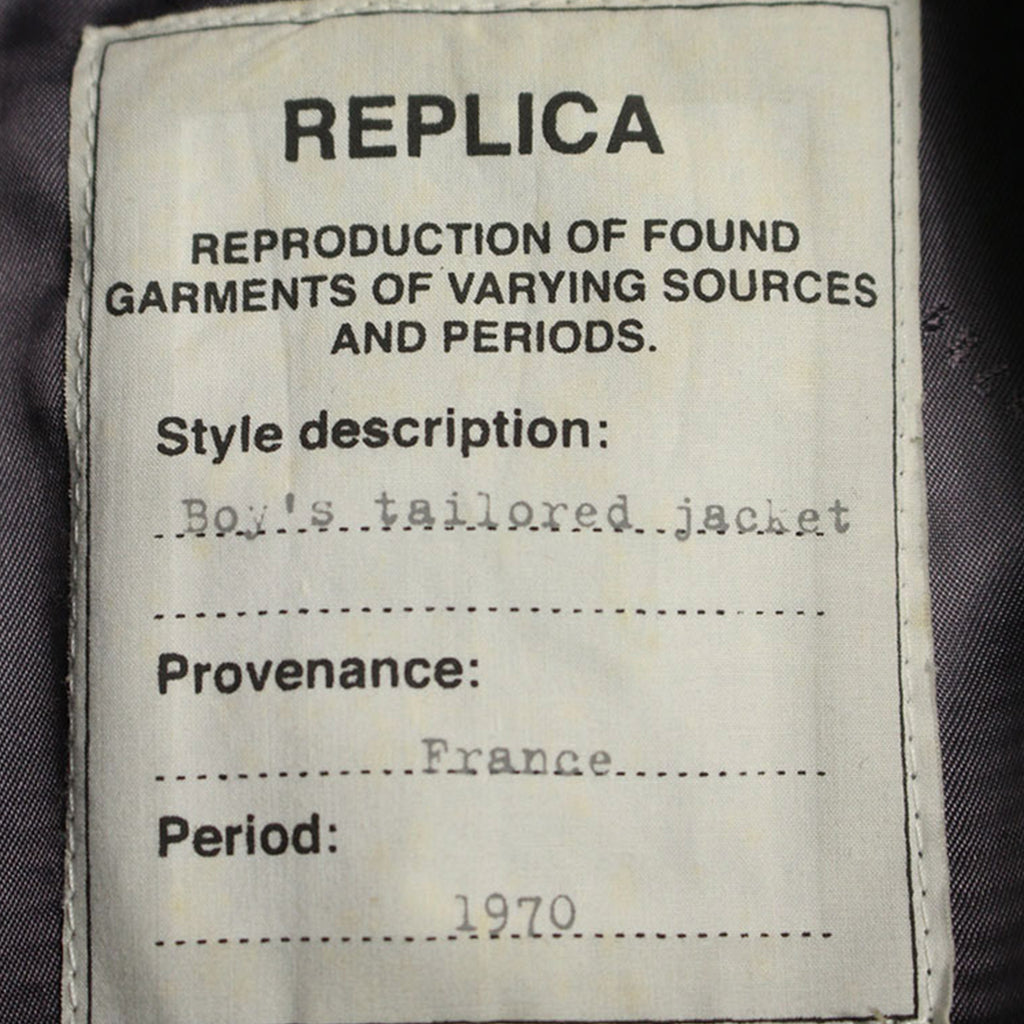 REPLICA
REPRODUCTION OF FOUND
GARMENTS OF VARYING SOURCES
AND PERIODS.
Style description:
Boy's tailored jacket
Provenance:
France
Period:
1970